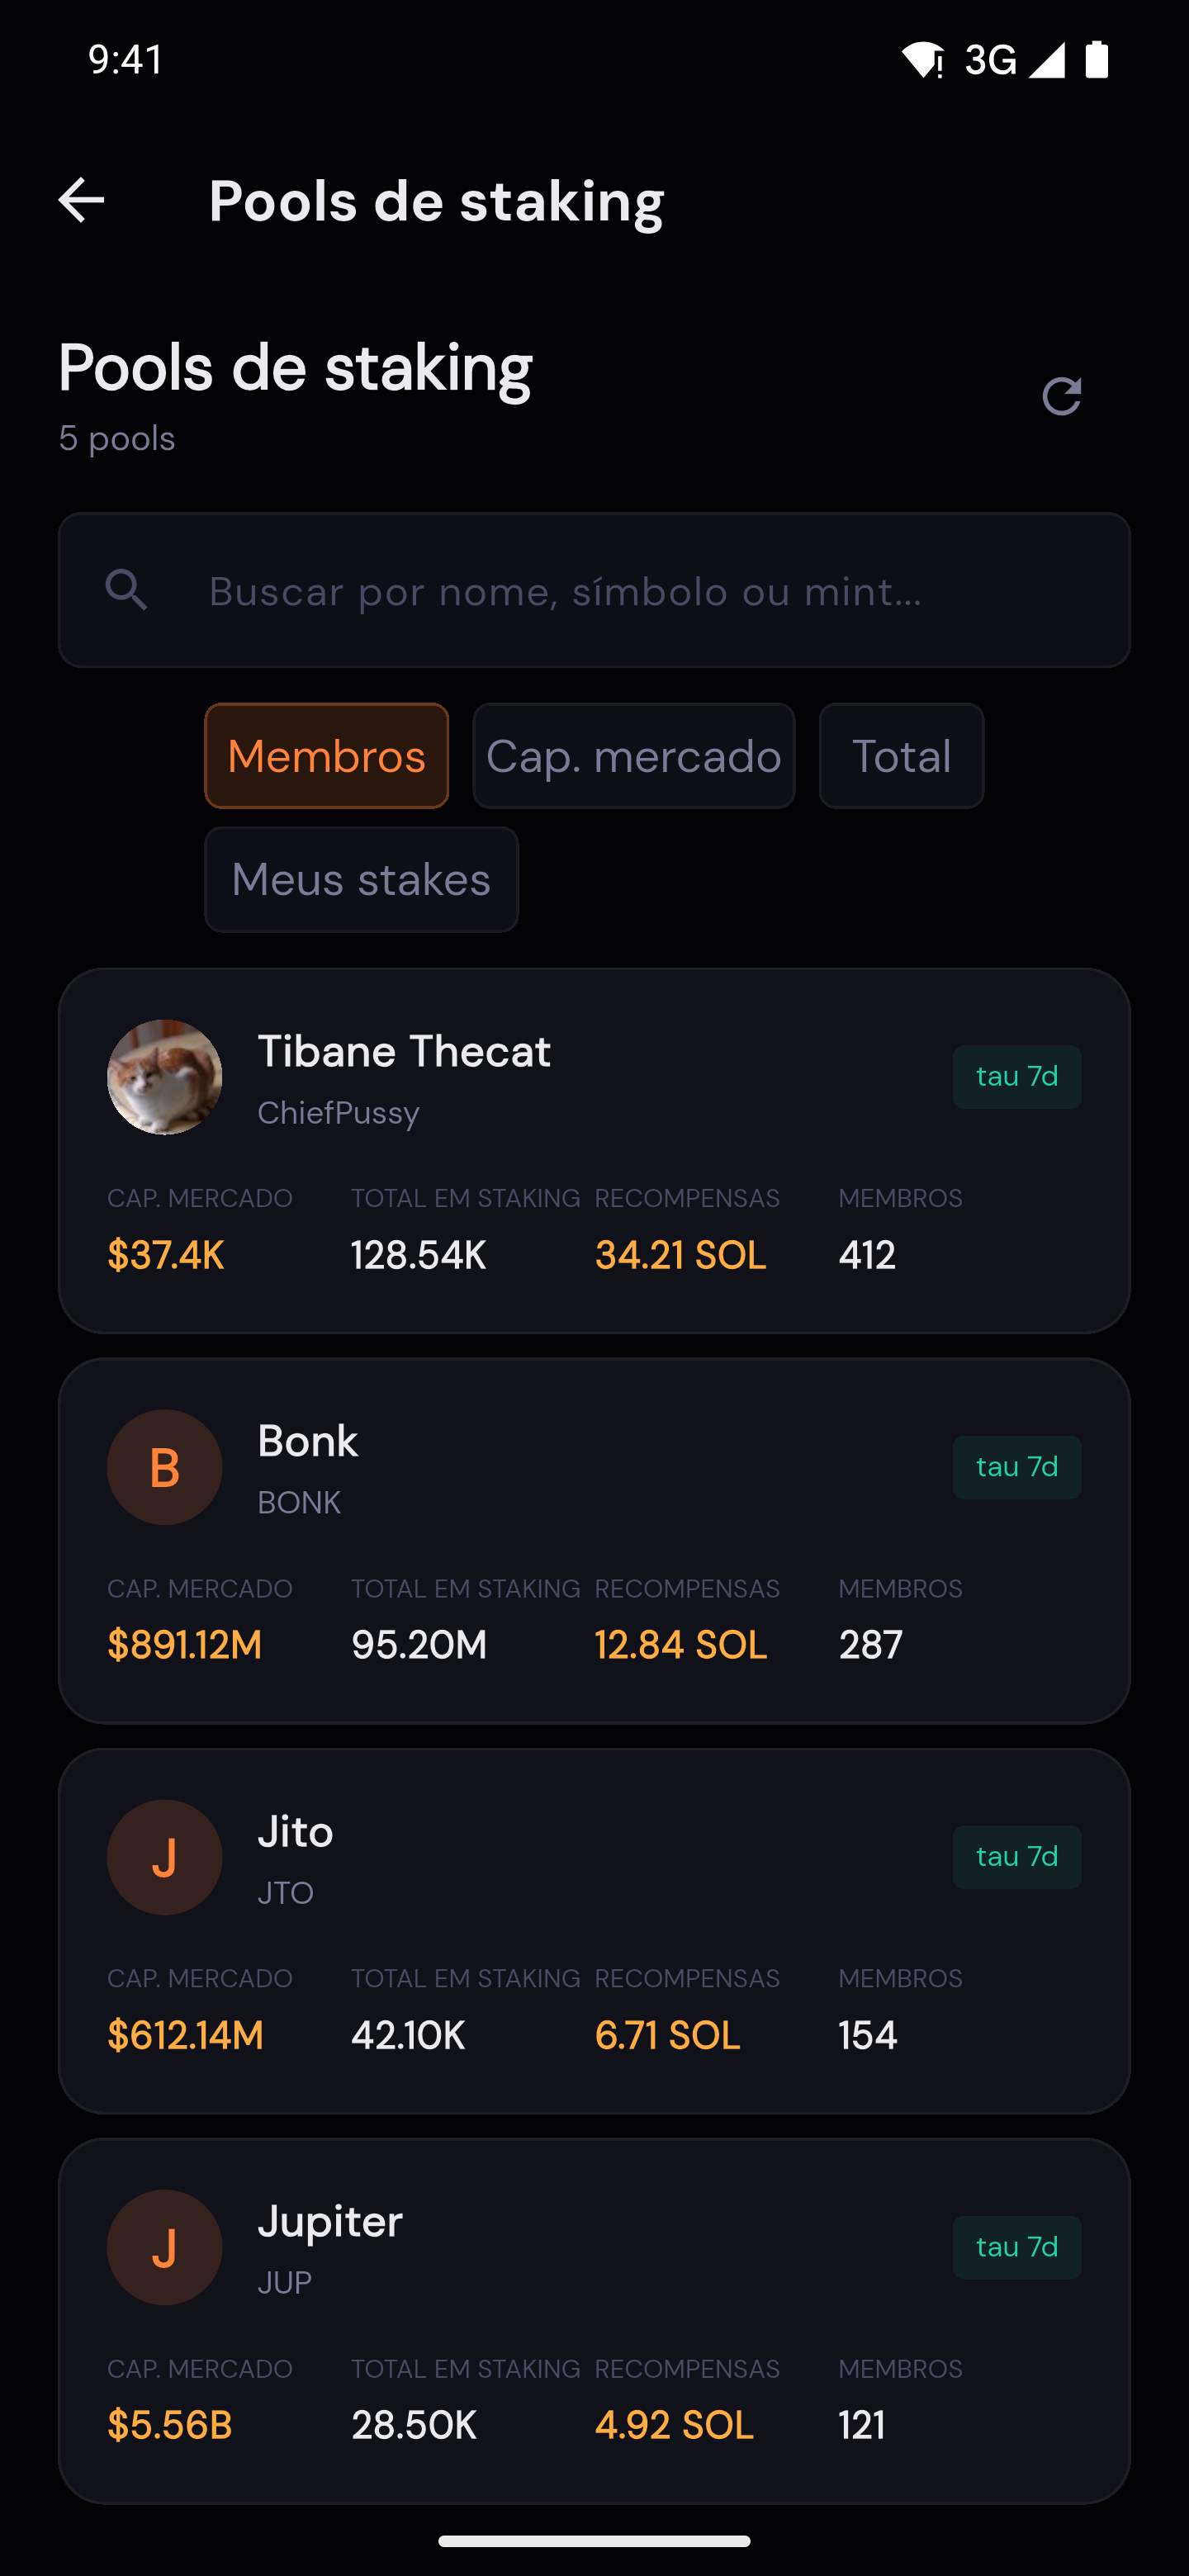 9:41
3G
Pools de staking
Pools de staking
5 pools
Buscar por nome, símbolo ou mint...
Membros
Cap. mercado
Total
Meus stakes
Tibane Thecat
ChiefPussy
tau 7d
CAP. MERCADO TOTAL EM STAKING RECOMPENSAS MEMBROS
$37.4K 128.54K 34.21 SOL 412
B
Bonk
BONK
tau 7d
CAP. MERCADO TOTAL EM STAKING RECOMPENSAS MEMBROS
$891.12M 95.20M 12.84 SOL 287
J
Jito
JTO
tau 7d
CAP. MERCADO TOTAL EM STAKING RECOMPENSAS MEMBROS
$612.14M 42.10K 6.71 SOL 154
J
Jupiter
JUP
tau 7d
CAP. MERCADO TOTAL EM STAKING RECOMPENSAS MEMBROS
$5.56B 28.50K 4.92 SOL 121